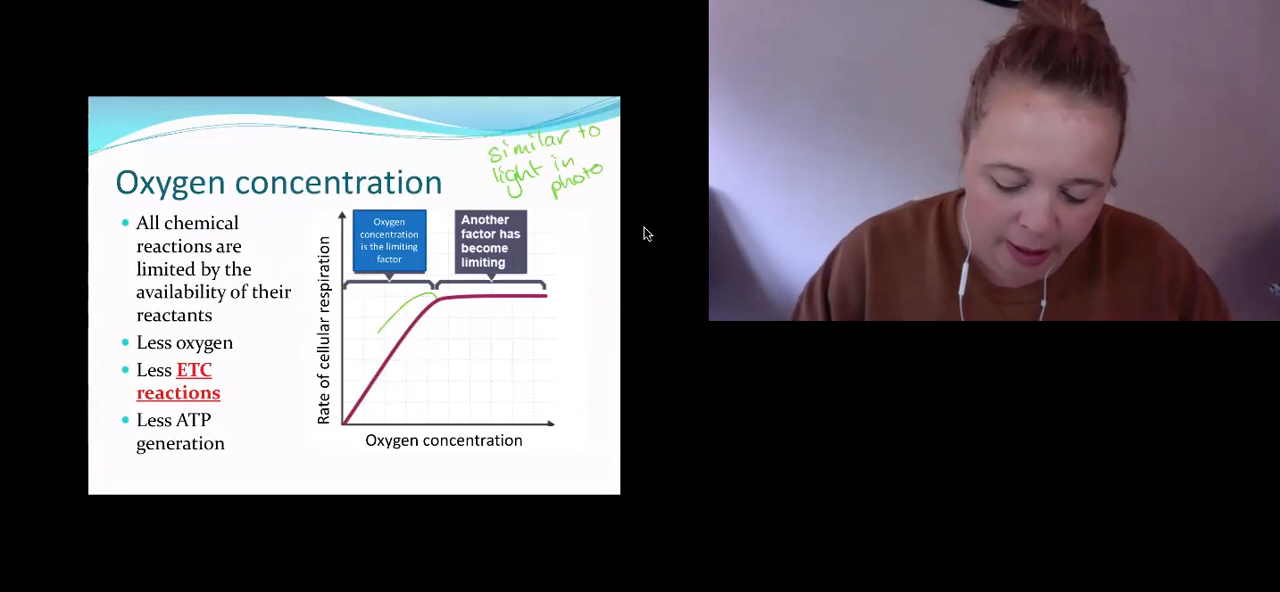 similar to
light in
photo
Oxygen concentration
All chemical
reactions are
limited by the
availability of their
reactants
Less oxygen
Less ETC
reactions
Less ATP
generation
Oxygen
concentration
is the limiting
factor
Another
factor has
become
limiting
Rate of cellular respiration
Oxygen concentration